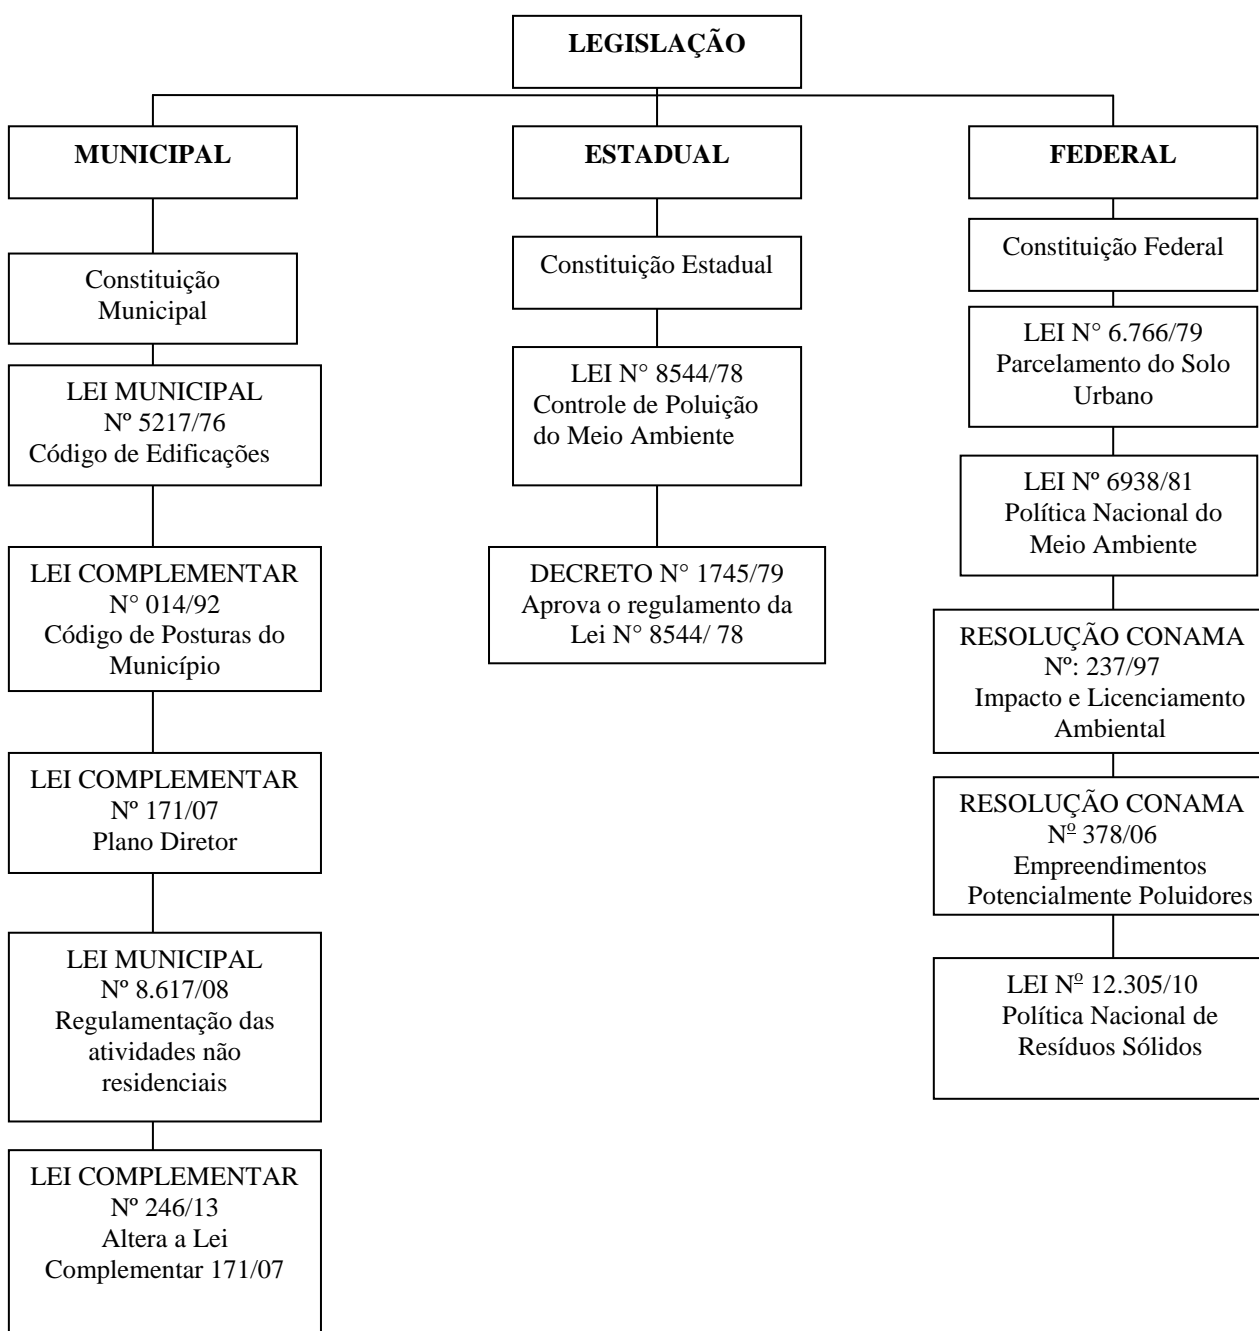 LEGISLAÇÃO
MUNICIPAL
Constituição
Municipal
LEI MUNICIPAL
Nº 5217/76
Código de Edificações
LEI COMPLEMENTAR
N° 014/92
Código de Posturas do
Município
LEI COMPLEMENTAR
Nº 171/07
Plano Diretor
LEI MUNICIPAL
Nº 8.617/08
Regulamentação das
atividades não
residenciais
LEI COMPLEMENTAR
Nº 246/13
Altera a Lei
Complementar 171/07
ESTADUAL
Constituição Estadual
LEI N° 8544/78
Controle de Poluição
do Meio Ambiente
DECRETO N° 1745/79
Aprova o regulamento da
Lei N° 8544/ 78
FEDERAL
Constituição Federal
LEI N° 6.766/79
Parcelamento do Solo
Urbano
LEI Nº 6938/81
Política Nacional do
Meio Ambiente
RESOLUÇÃO CONAMA
Nº: 237/97
Impacto e Licenciamento
Ambiental
RESOLUÇÃO CONAMA
Nº 378/06
Empreendimentos
Potencialmente Poluidores
LEI Nº 12.305/10
Política Nacional de
Resíduos Sólidos